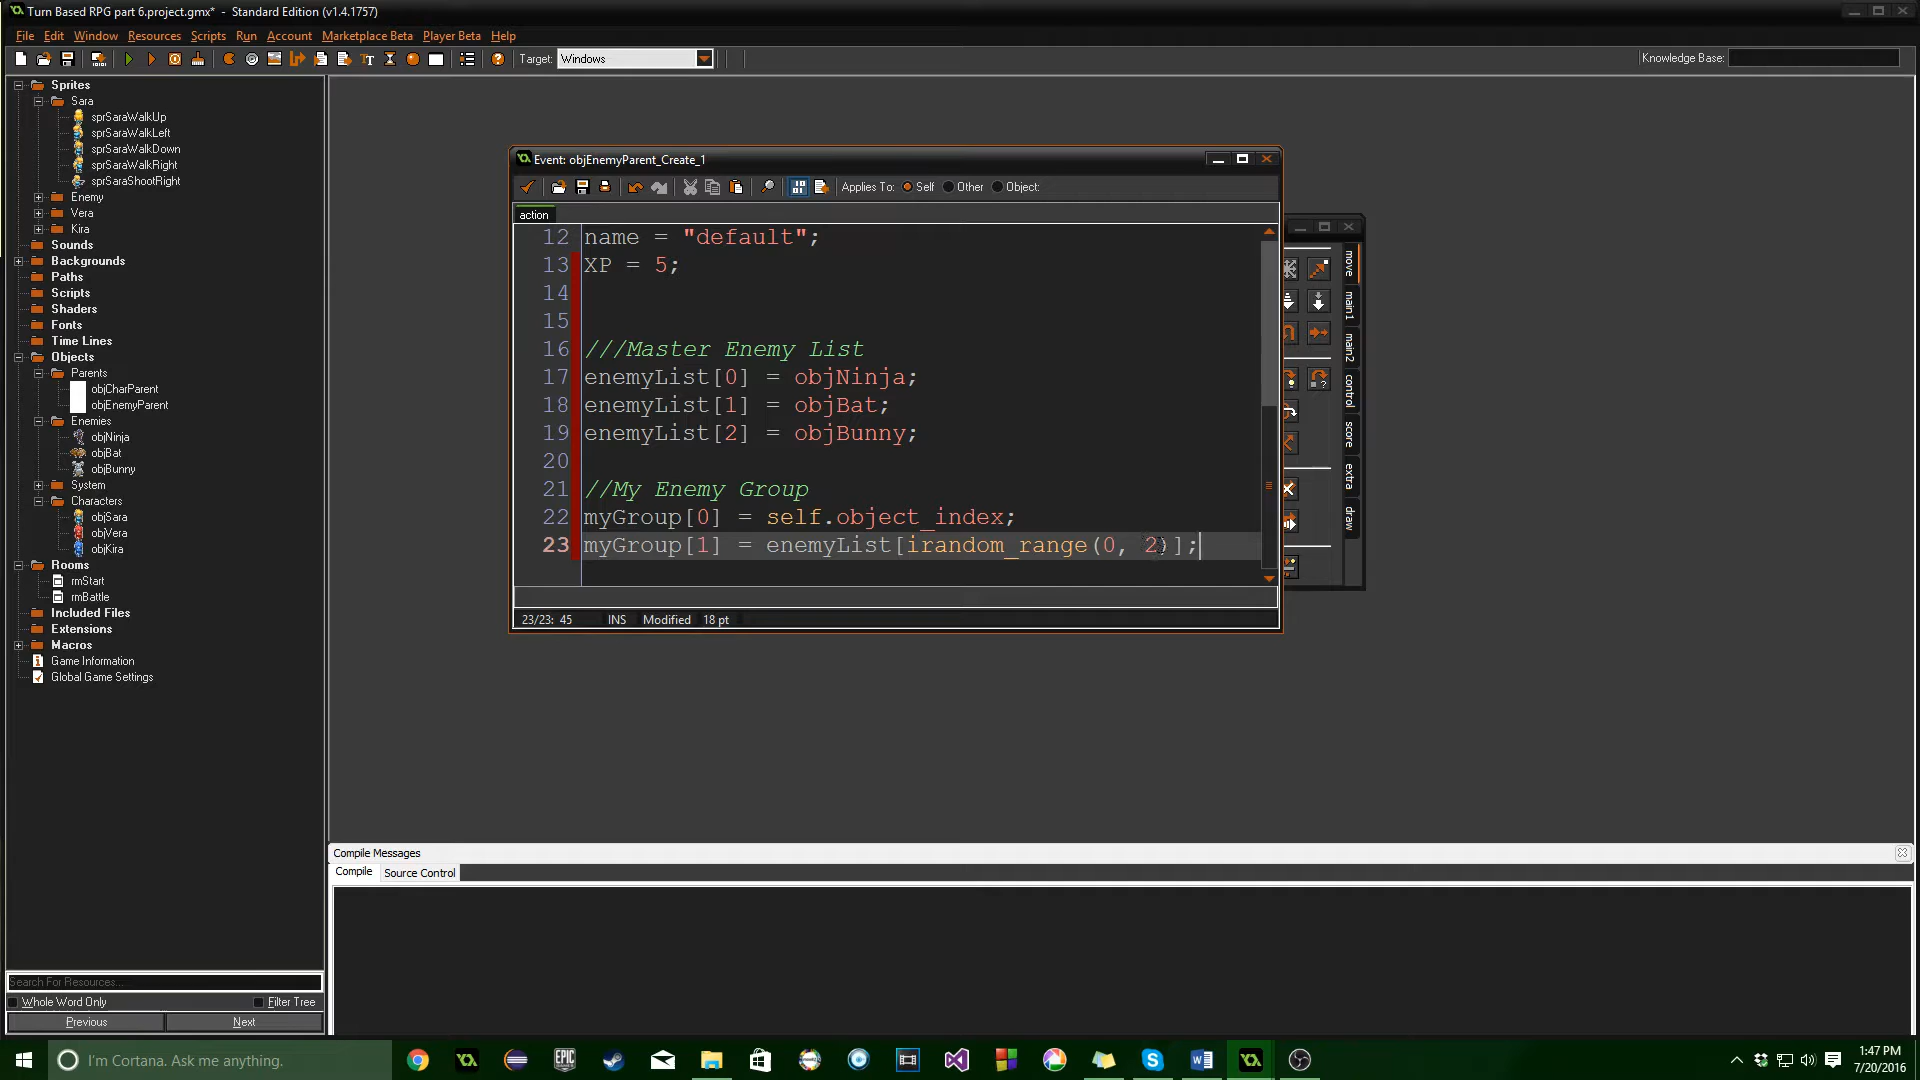 Turn Based RPG part 6.project.gmx* - Standard Edition (v1.4.1757)
File Edit Window Resources Scripts Run Account Marketplace Beta Player Beta Help
Target: Windows
Knowledge Base:
Sprites
Sara
sprSaraWalkUp
sprSaraWalkLeft
sprSaraWalkDown
sprSaraWalkRight
sprSaraShootRight
Enemy
Vera
Kira
Sounds
Backgrounds
Paths
Scripts
Shaders
Fonts
Time Lines
Objects
Parents
objCharParent
objEnemyParent
Enemies
objNinja
objBat
objBunny
System
Characters
objSara
objVera
objKira
Rooms
rmStart
rmBattle
Included Files
Extensions
Macros
Game Information
Global Game Settings
Search For Resources...
Whole Word Only
Filter Tree
Previous
Next
Event: objEnemyParent_Create_1
Applies To: Self Other Object:
action
12 name = "default";
13 XP = 5;
14
15
16 ///Master Enemy List
17 enemyList[0] = objNinja;
18 enemyList[1] = objBat;
19 enemyList[2] = objBunny;
20
21 //My Enemy Group
22 myGroup[0] = self.object_index;
23 myGroup[1] = enemyList[irandom_range(0, 2)];
23/23: 45 INS Modified 18 pt
move
main1
main2
control
score
extra
draw
Compile Messages
Compile
Source Control
I'm Cortana. Ask me anything.
EPIC GAMES
1:47 PM
7/20/2016